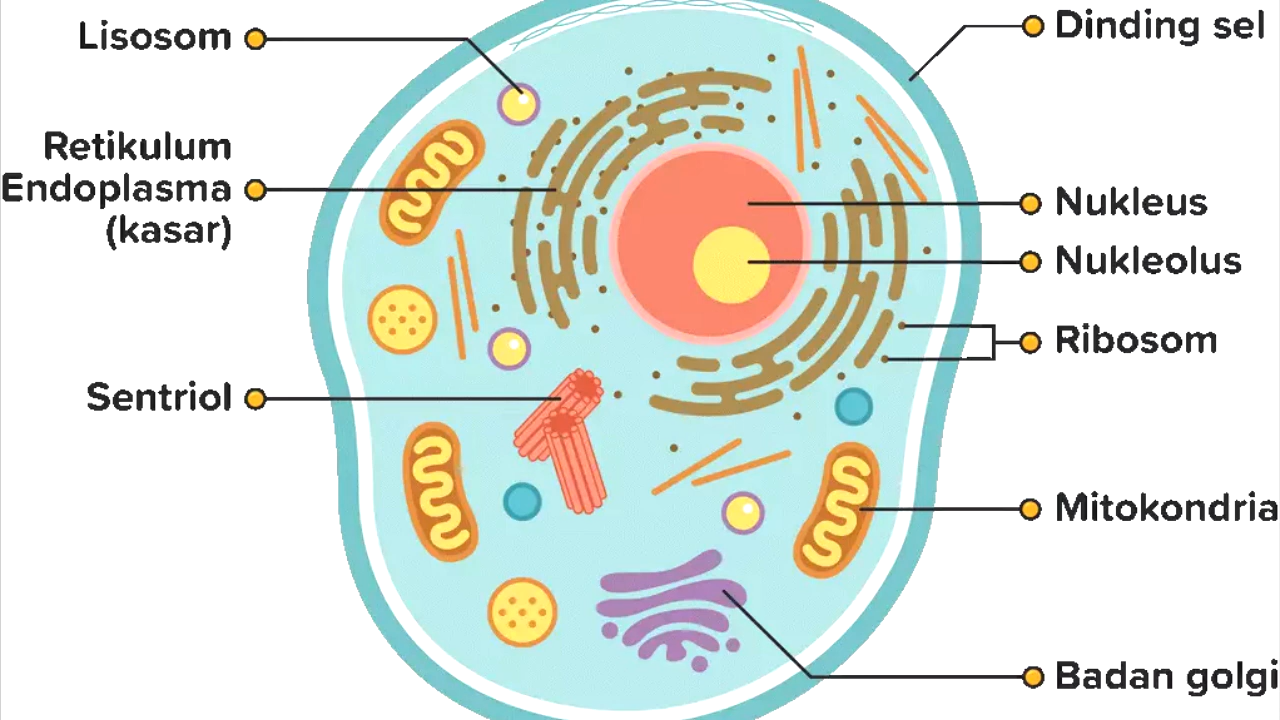 Lisosom
Retikulum
Endoplasma
(kasar)
Sentriol
Dinding sel
Nukleus
Nukleolus
Ribosom
Mitokondria
Badan golgi